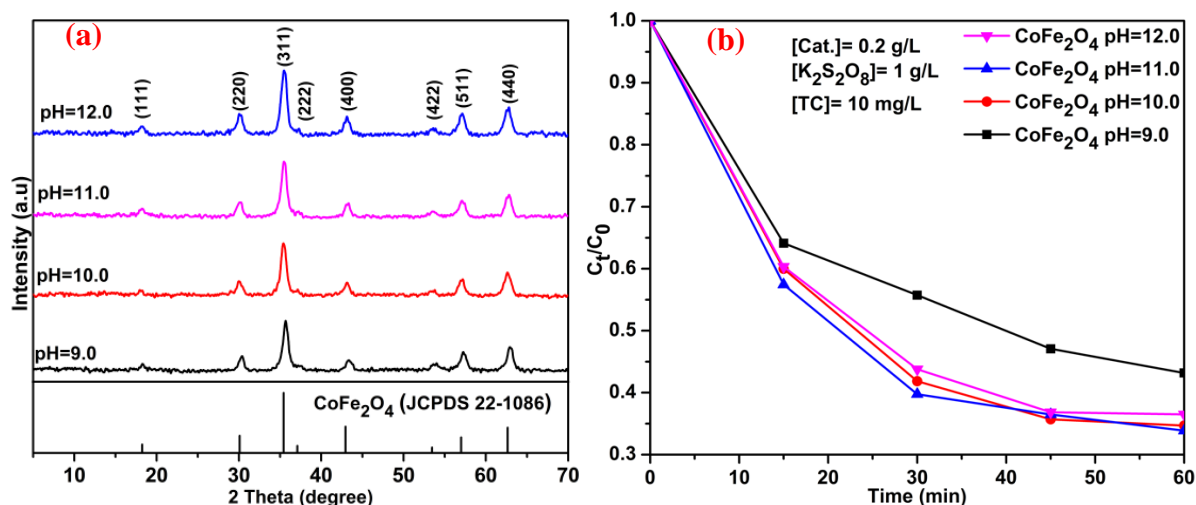 (a)
pH=12.0
pH=11.0
pH=10.0
pH=9.0
(111)
(220)
(311)
(222)
(400)
(422)
(511)
(440)
CoFe2O4 (JCPDS 22-1086)
Intensity (a.u)
10 20 30 40 50 60 70
2 Theta (degree)
(b)
[Cat.]= 0.2 g/L
[K2S2O8]= 1 g/L
[TC]= 10 mg/L
CoFe2O4 pH=12.0
CoFe2O4 pH=11.0
CoFe2O4 pH=10.0
CoFe2O4 pH=9.0
1.0
0.9
0.8
0.7
0.6
0.5
0.4
0.3
Ct/C0
0 10 20 30 40 50 60
Time (min)